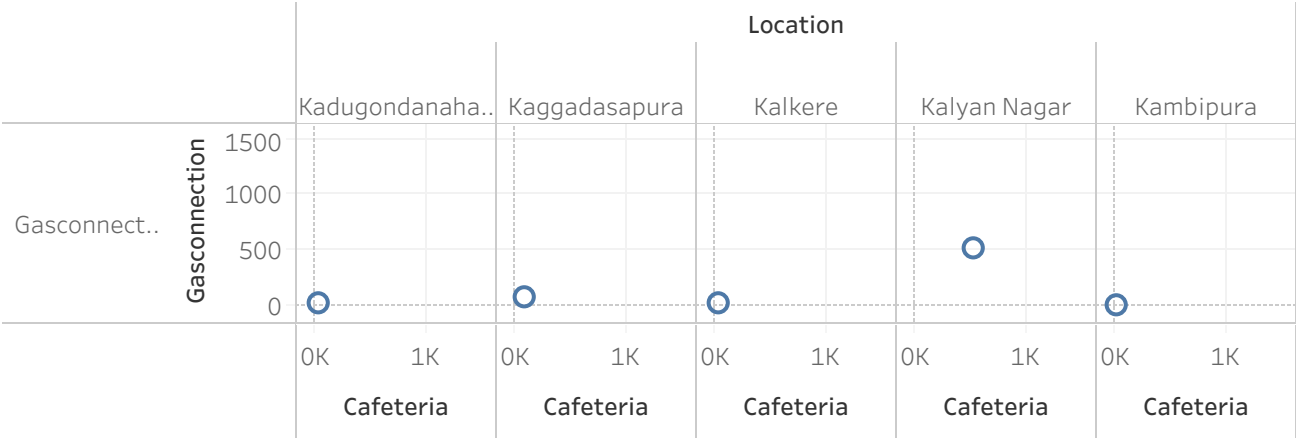 Location
Kadugondanaha.. Kaggadasapura Kalkere Kalyan Nagar Kambipura
Gasconnect..
Gasconnection
1500
1000
500
0
0K 1K 0K 1K 0K 1K 0K 1K 0K 1K
Cafeteria Cafeteria Cafeteria Cafeteria Cafeteria